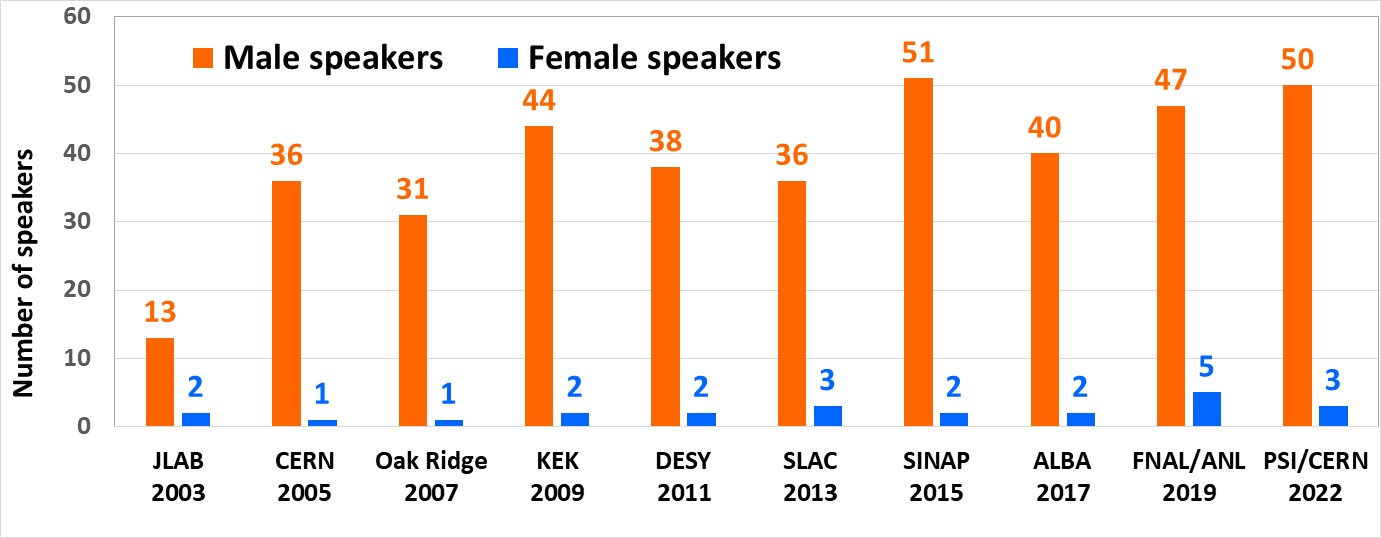 Male speakers
Female speakers
Number of speakers
60
50
40
30
20
10
0
13
2
36
1
31
1
44
2
38
2
36
3
51
2
40
2
47
5
50
3
JLAB
2003
CERN
2005
Oak Ridge
2007
KEK
2009
DESY
2011
SLAC
2013
SINAP
2015
ALBA
2017
FNAL/ANL
2019
PSI/CERN
2022